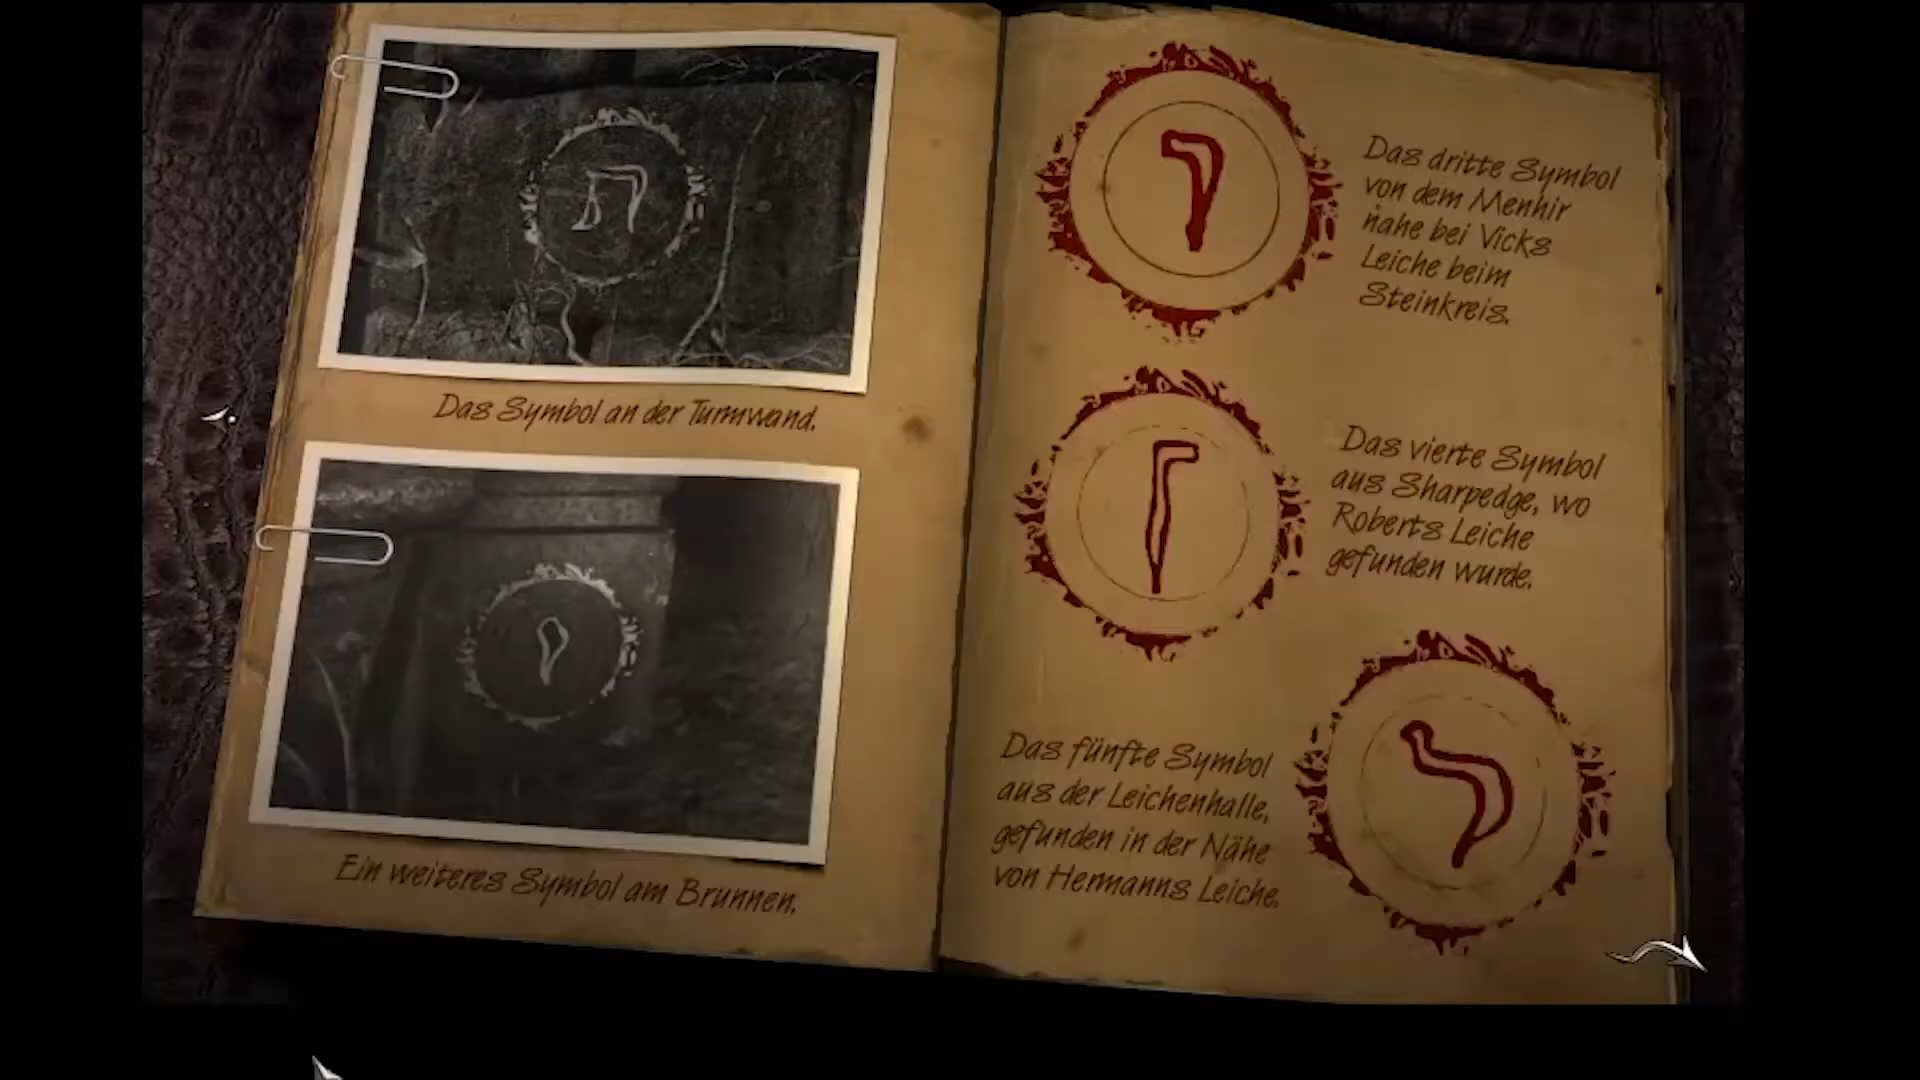 Das Symbol an der Turmwand.
Ein weiteres Symbol am Brunnen.
Das dritte Symbol
von dem Menhir
nahe bei Vicks
Leiche beim
Steinkreis.
Das vierte Symbol
aus Sharpedge, wo
Roberts Leiche
gefunden wurde.
Das fünfte Symbol
aus der Leichenhalle,
gefunden in der Nähe
von Hermanns Leiche.